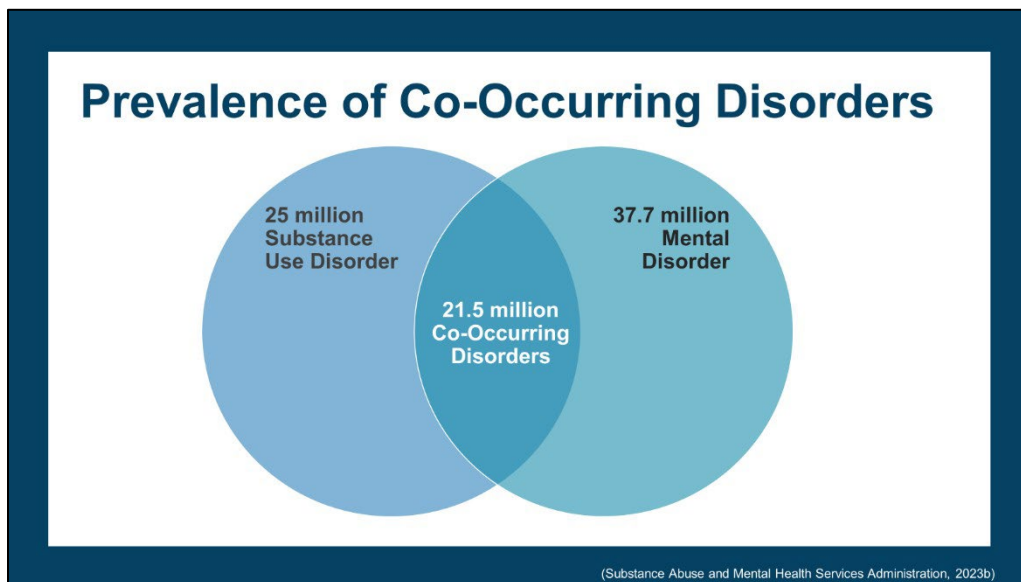 Prevalence of Co-Occurring Disorders
25 million
Substance
Use Disorder
37.7 million
Mental
Disorder
21.5 million
Co-Occurring
Disorders
(Substance Abuse and Mental Health Services Administration, 2023b)